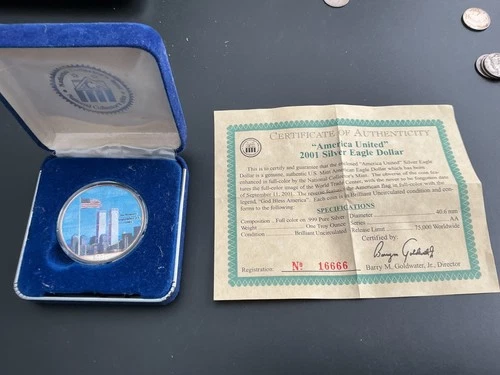 CERTIFICATE OF AUTHENTICITY
"America United"
2001 Silver Eagle Dollar
This is to certify and guarantee that the enclosed "America United" Silver Eagle
Dollar is a genuine, authentic U.S. Mint American Eagle Dollar which has been
enhanced in full-color by the National Collector's Mint. The obverse of the coin fea-
tures the full-color image of the World Trade Center, with the never to be forgotten date
of September 11, 2001. The reverse features the American flag in full-color with the
legend, "God Bless America". Each coin is in Brilliant Uncirculated condition and con-
forms to the following:
SPECIFICATIONS
Composition .. Full color on .999 Pure Silver Diameter 40.6 mm
Weight One Troy Ounce Series AA
Condition Brilliant Uncirculated Release Limit 75,000 Worldwide
Certified by:
Barry M. Goldwater, Jr., Director
Registration Nº 16666